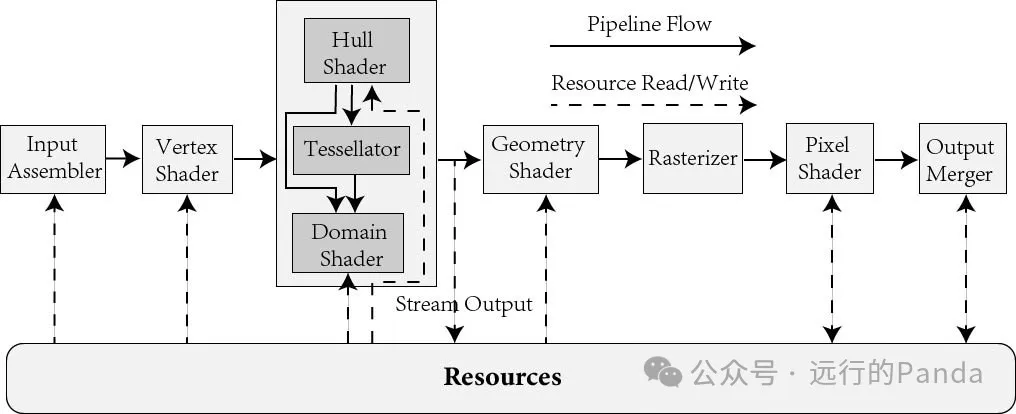 Pipeline Flow
Resource Read/Write
Hull
Shader
Input
Assembler
Vertex
Shader
Tessellator
Domain
Shader
Geometry
Shader
Rasterizer
Pixel
Shader
Output
Merger
Stream Output
Resources
公众号 · 远行的Panda